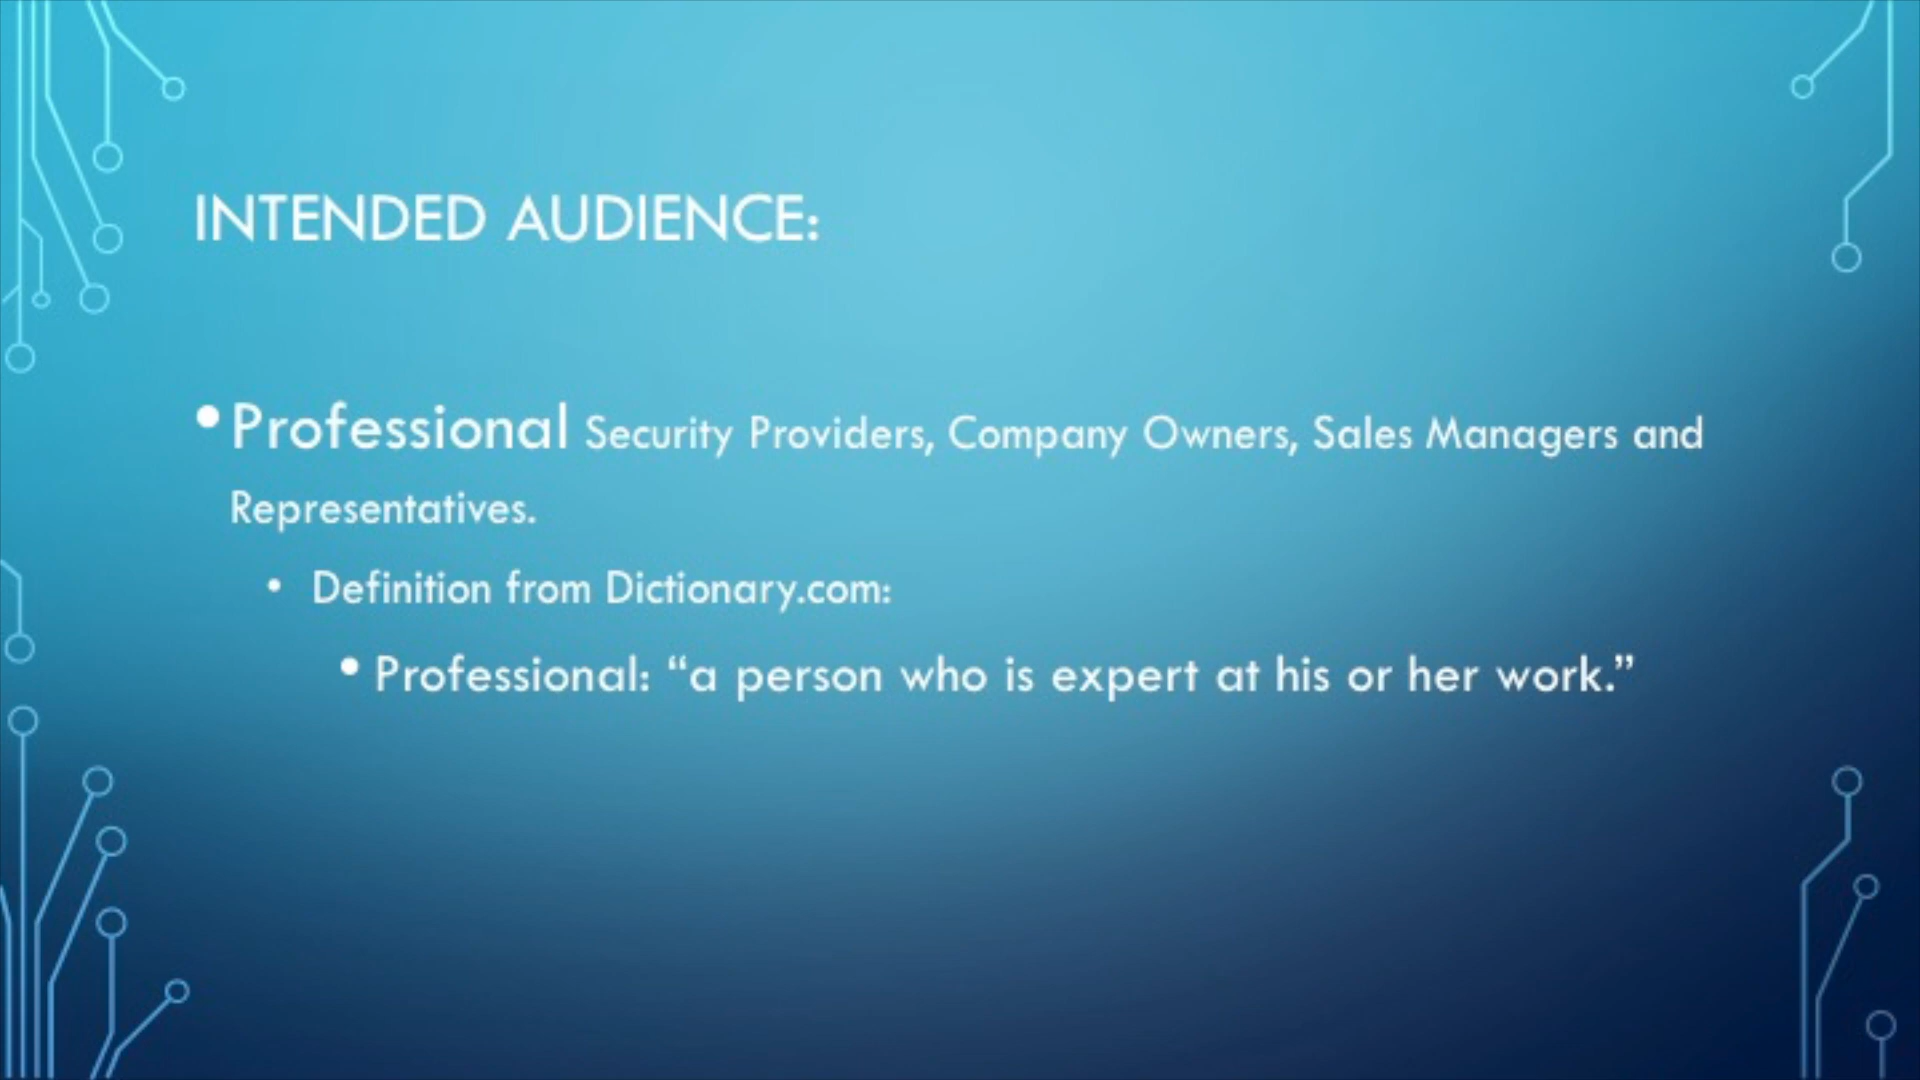 INTENDED AUDIENCE:
• Professional Security Providers, Company Owners, Sales Managers and
Representatives.
• Definition from Dictionary.com:
• Professional: “a person who is expert at his or her work.”